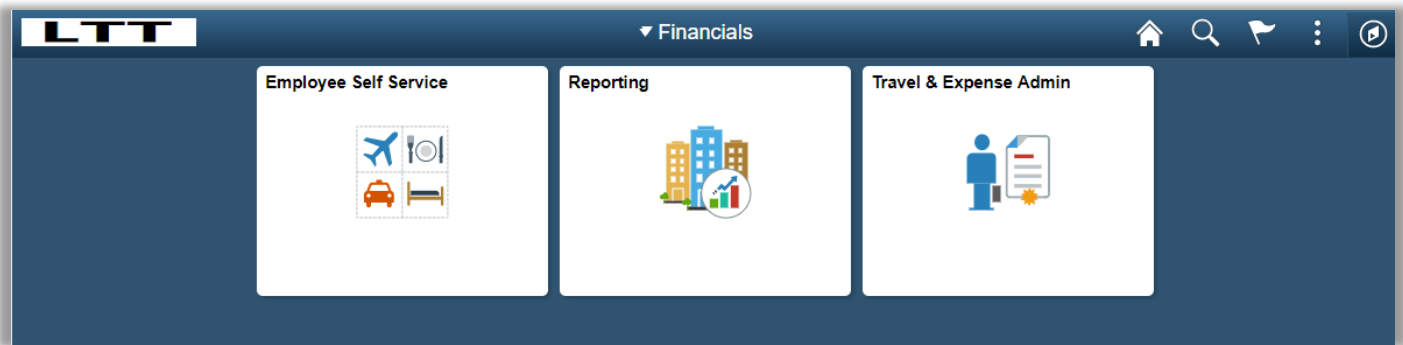 LTT
Financials
Employee Self Service
Reporting
Travel & Expense Admin